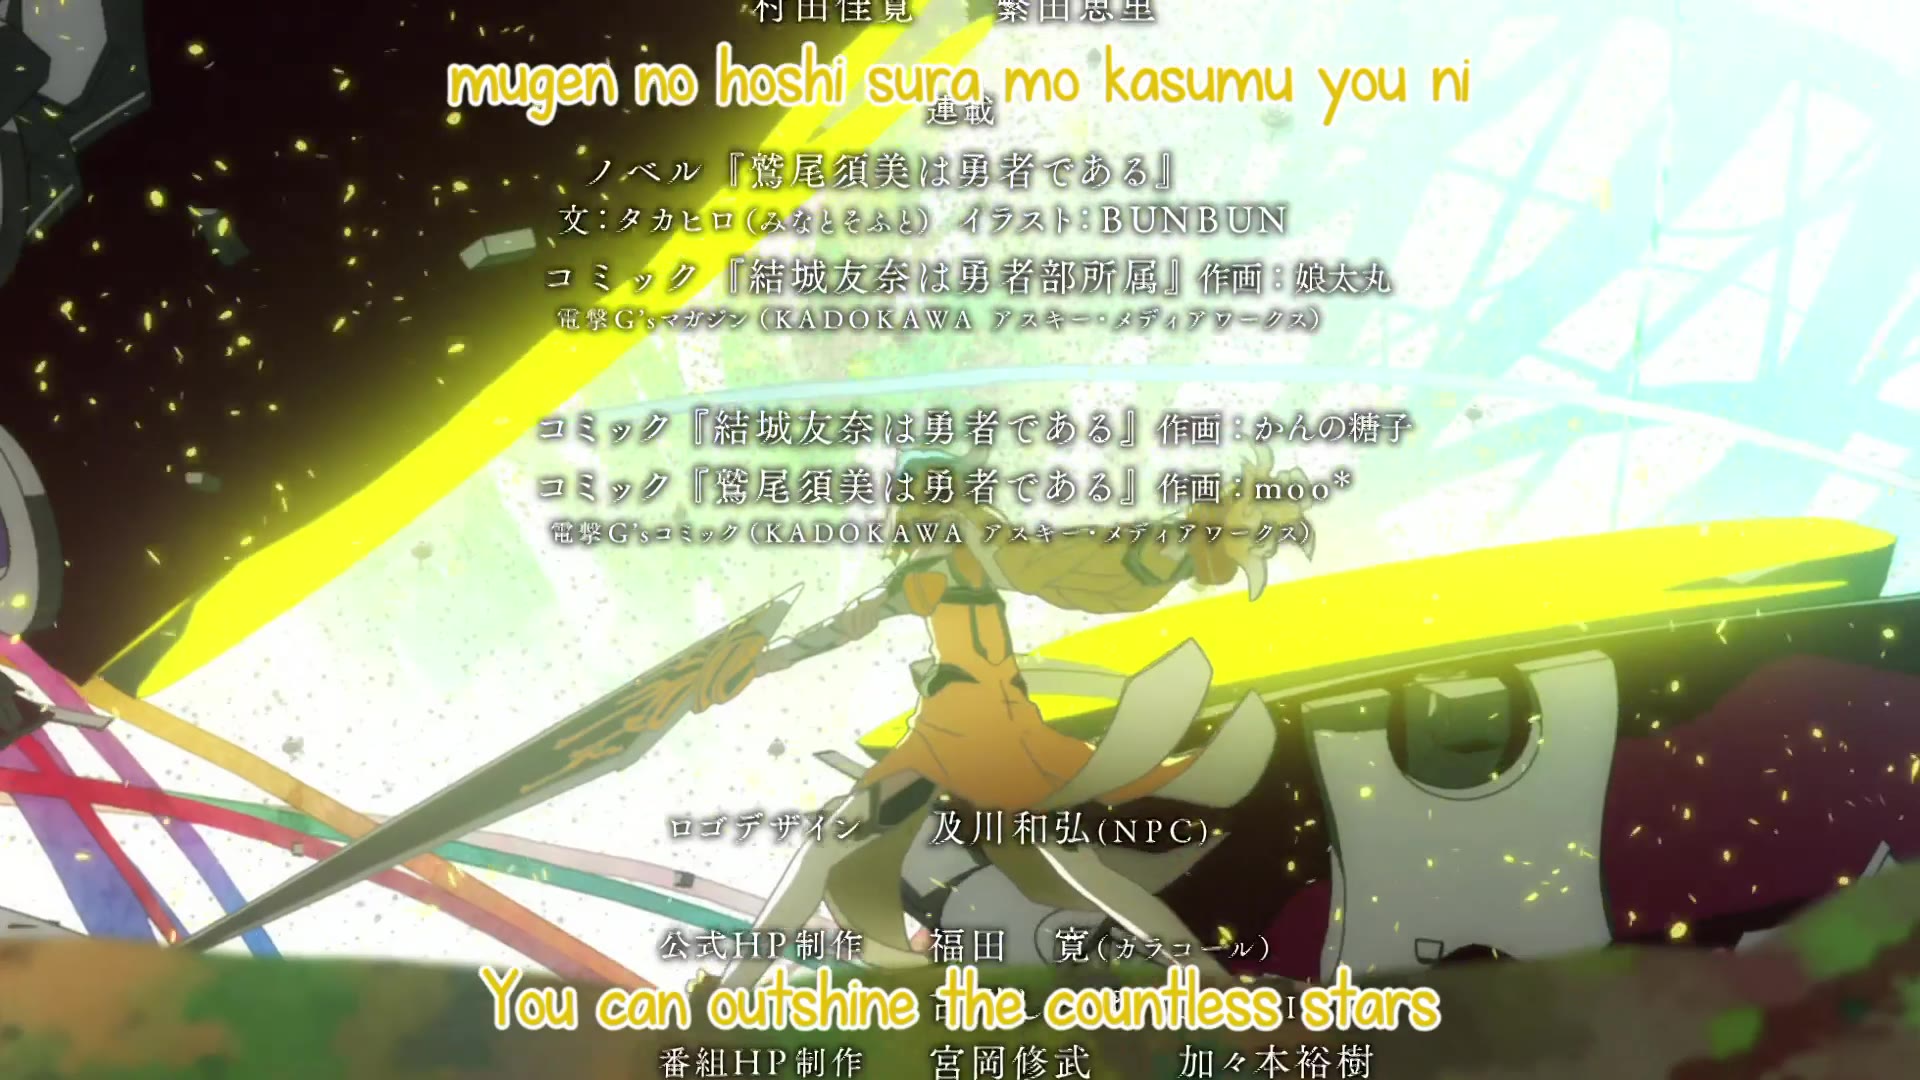 村田佳寛　繁田恵里
mugen no hoshi sura mo kasumu you ni
連載
ノベル『鷲尾須美は勇者である』
文：タカヒロ（みなとそふと）　イラスト：BUNBUN
コミック『結城友奈は勇者部所属』作画：娘太丸
電撃G'sマガジン（KADOKAWA アスキー・メディアワークス）
コミック『結城友奈は勇者である』作画：かんの糖子
コミック『鷲尾須美は勇者である』作画：moo*
電撃G'sコミック（KADOKAWA アスキー・メディアワークス）
ロゴデザイン　及川和弘(NPC)
公式HP制作　福田　寛（ガラコール）
You can outshine the countless stars
番組HP制作　宮岡修武　加々本裕樹